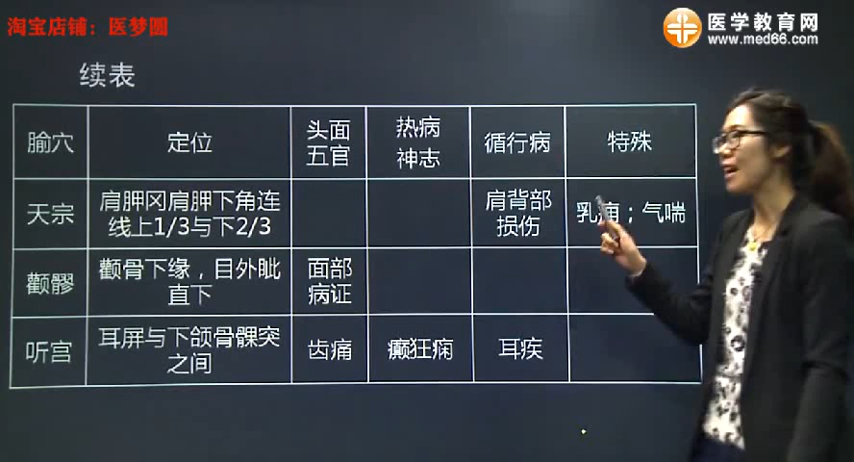 淘宝店铺：医梦圆
医学教育网
www.med66.com
续表
腧穴
定位
头面
五官
热病
神志
循行病
特殊
天宗
肩胛冈肩胛下角连
线上1/3与下2/3
肩背部
损伤
乳痈；气喘
颧髎
颧骨下缘，目外眦
直下
面部
病证
听宫
耳屏与下颌骨髁突
之间
齿痛
癫狂痫
耳疾